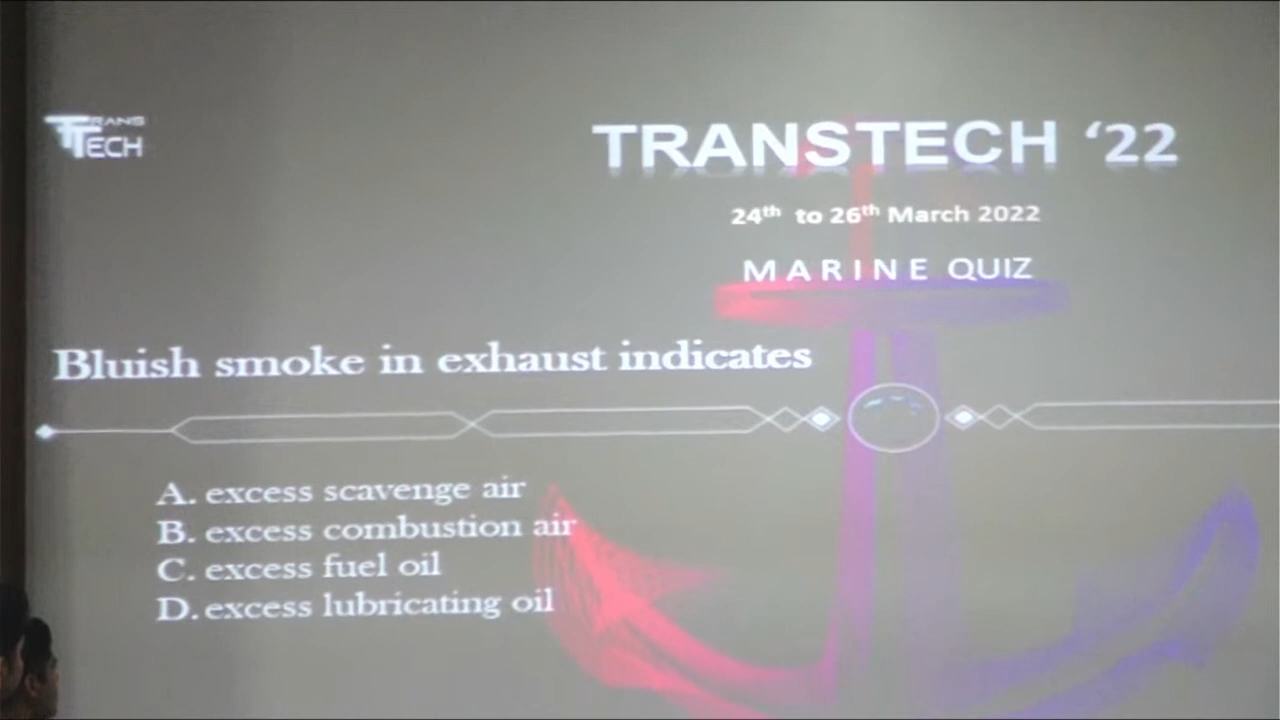 TRANS
TECH
TRANSTECH ‘22
24th to 26th March 2022
MARINE QUIZ
Bluish smoke in exhaust indicates
A. excess scavenge air
B. excess combustion air
C. excess fuel oil
D. excess lubricating oil